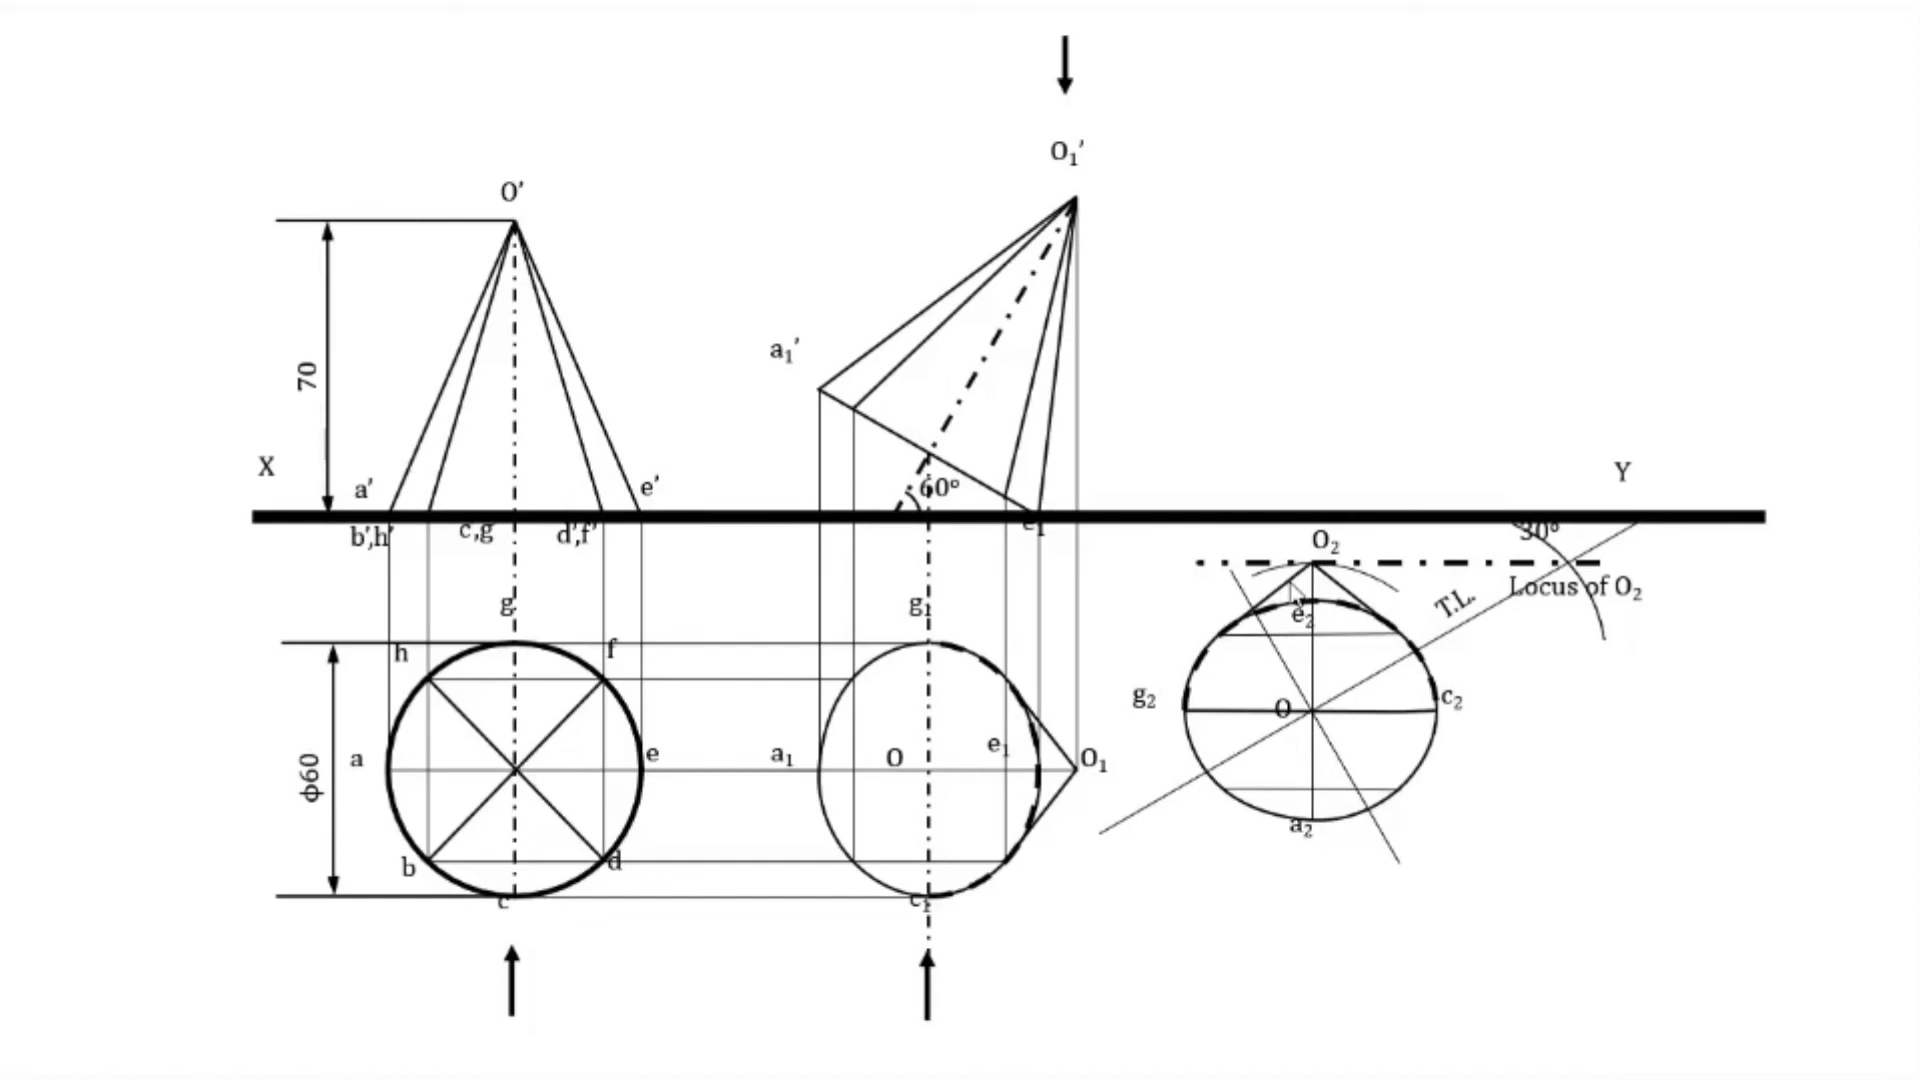 O₁’
O’
a₁’
70
X
Y
a’
e’
60°
b’,h’
c,g
d’,f’
e₁
30°
O₂
Locus of O₂
T.L.
g
g₁
e₂
h
f
g₂
O
c₂
a
e
a₁
O
e₁
O₁
ϕ60
a₂
b
d
c
c₁